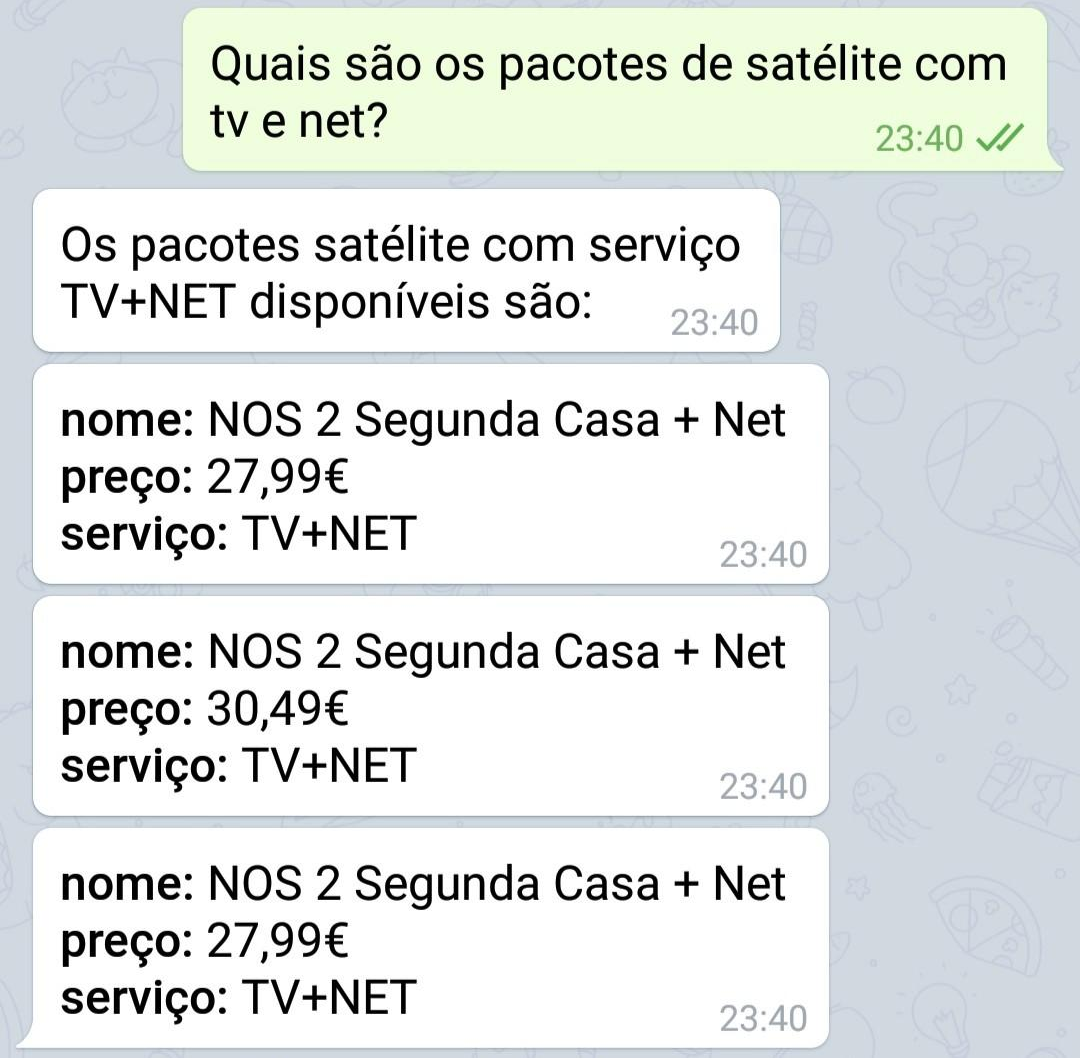 Quais são os pacotes de satélite com
tv e net?
23:40
Os pacotes satélite com serviço
TV+NET disponíveis são:
23:40
nome: NOS 2 Segunda Casa + Net
preço: 27,99€
serviço: TV+NET
23:40
nome: NOS 2 Segunda Casa + Net
preço: 30,49€
serviço: TV+NET
23:40
nome: NOS 2 Segunda Casa + Net
preço: 27,99€
serviço: TV+NET
23:40